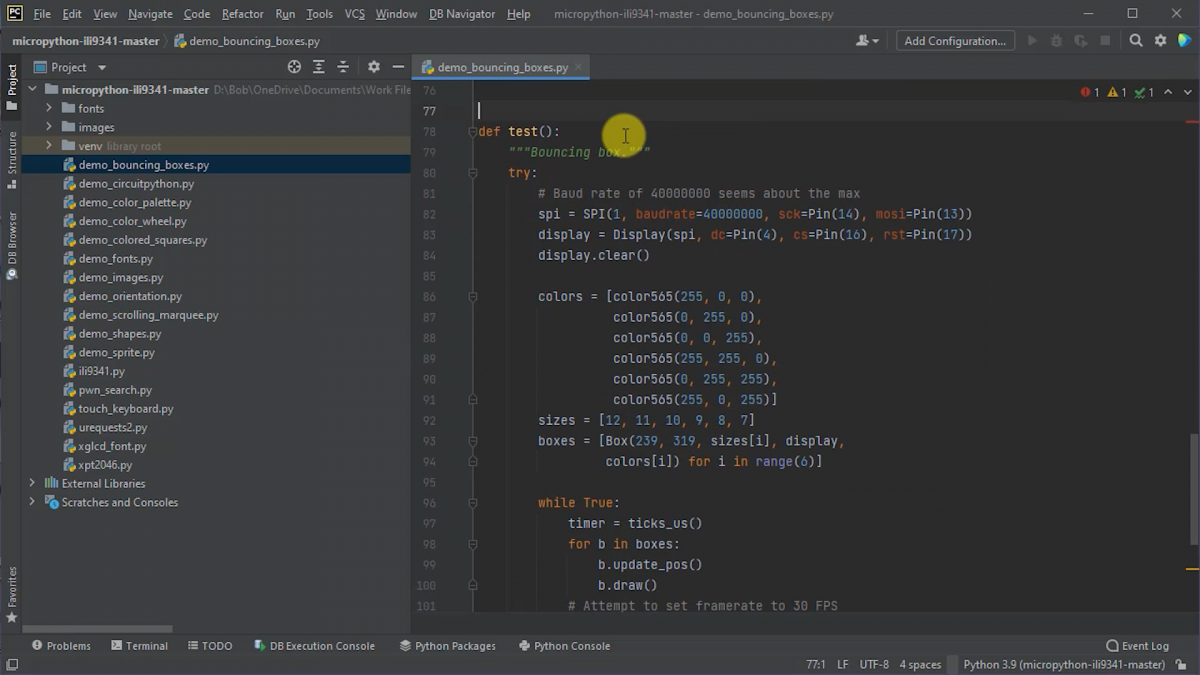 PC File Edit View Navigate Code Refactor Run Tools VCS Window DB Navigator Help micropython-ili9341-master - demo_bouncing_boxes.py
micropython-ili9341-master demo_bouncing_boxes.py Add Configuration...
Project
Structure
DB Browser
Favorites
Project
micropython-ili9341-master D:\Bob\OneDrive\Documents\Work File
fonts
images
venv library root
demo_bouncing_boxes.py
demo_circuitpython.py
demo_color_palette.py
demo_color_wheel.py
demo_colored_squares.py
demo_fonts.py
demo_images.py
demo_orientation.py
demo_scrolling_marquee.py
demo_shapes.py
demo_sprite.py
ili9341.py
pwn_search.py
touch_keyboard.py
urequests2.py
xglcd_font.py
xpt2046.py
External Libraries
Scratches and Consoles
demo_bouncing_boxes.py
1 1 1
76
77
78 def test():
79 """Bouncing box."""
80 try:
81 # Baud rate of 40000000 seems about the max
82 spi = SPI(1, baudrate=40000000, sck=Pin(14), mosi=Pin(13))
83 display = Display(spi, dc=Pin(4), cs=Pin(16), rst=Pin(17))
84 display.clear()
85
86 colors = [color565(255, 0, 0),
87 color565(0, 255, 0),
88 color565(0, 0, 255),
89 color565(255, 255, 0),
90 color565(0, 255, 255),
91 color565(255, 0, 255)]
92 sizes = [12, 11, 10, 9, 8, 7]
93 boxes = [Box(239, 319, sizes[i], display,
94 colors[i]) for i in range(6)]
95
96 while True:
97 timer = ticks_us()
98 for b in boxes:
99 b.update_pos()
100 b.draw()
101 # Attempt to set framerate to 30 FPS
Problems Terminal TODO DB Execution Console Python Packages Python Console Event Log
77:1 LF UTF-8 4 spaces Python 3.9 (micropython-ili9341-master)